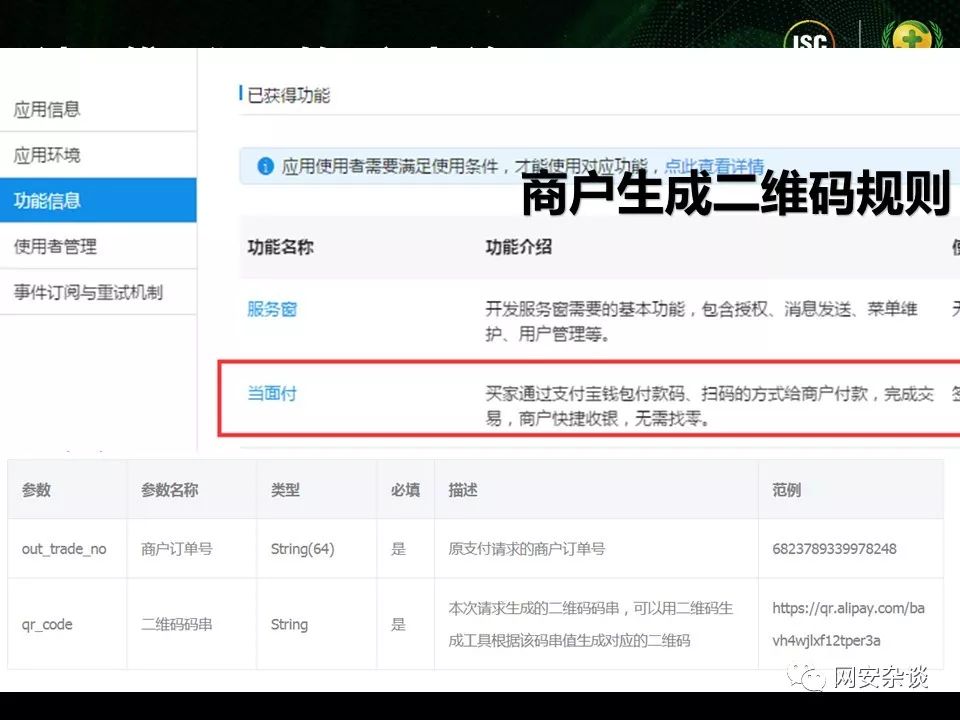 ISC
应用信息
应用环境
功能信息
使用者管理
事件订阅与重试机制
已获得功能
应用使用者需要满足使用条件，才能使用对应功能，点此查看详情
商户生成二维码规则
功能名称 功能介绍
服务窗 开发服务窗需要的基本功能，包含授权、消息发送、菜单维
护、用户管理等。
当面付 买家通过支付宝钱包付款码、扫码的方式给商户付款，完成交
易，商户快捷收银，无需找零。
参数 参数名称 类型 必填 描述 范例
out_trade_no 商户订单号 String(64) 是 原支付请求的商户订单号 6823789339978248
qr_code 二维码码串 String 是 本次请求生成的二维码码串，可以用二维码生
成工具根据该码串值生成对应的二维码
https://qr.alipay.com/ba
vh4wjlxf12tper3a
网安杂谈